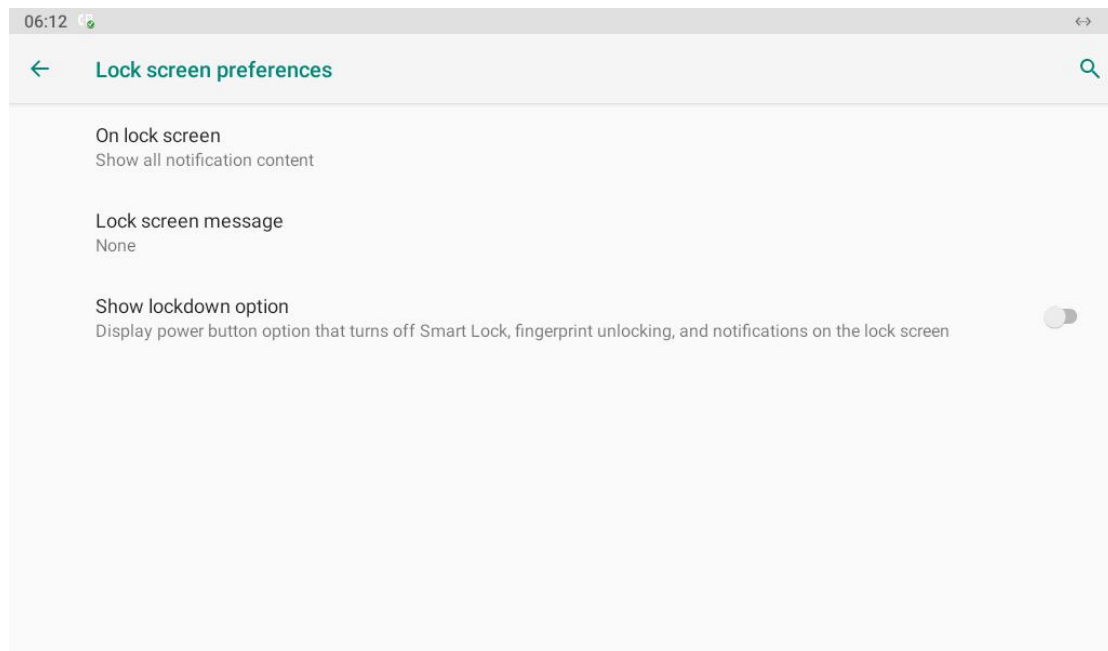 06:12
Lock screen preferences
On lock screen
Show all notification content
Lock screen message
None
Show lockdown option
Display power button option that turns off Smart Lock, fingerprint unlocking, and notifications on the lock screen